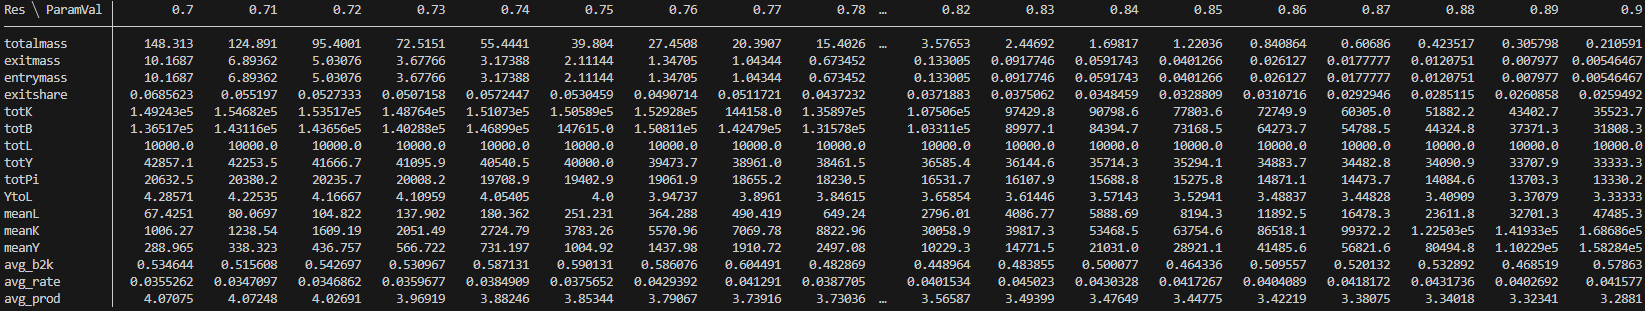 Res \ ParamVal | 0.7 0.71 0.72 0.73 0.74 0.75 0.76 0.77 0.78 … 0.82 0.83 0.84 0.85 0.86 0.87 0.88 0.89 0.9
totalmass | 148.313 124.891 95.4001 72.5151 55.4441 39.804 27.4508 20.3907 15.4026 … 3.57653 2.44692 1.69817 1.22036 0.840864 0.60686 0.423517 0.305798 0.210591
exitmass | 10.1687 6.89362 5.03076 3.67766 3.17388 2.11144 1.34705 1.04344 0.673452 0.133005 0.0917746 0.0591743 0.0401266 0.026127 0.0177777 0.0120751 0.007977 0.00546467
entrymass | 10.1687 6.89362 5.03076 3.67766 3.17388 2.11144 1.34705 1.04344 0.673452 0.133005 0.0917746 0.0591743 0.0401266 0.026127 0.0177777 0.0120751 0.007977 0.00546467
exitshare | 0.0685623 0.055197 0.0527333 0.0507158 0.0572447 0.0530459 0.0490714 0.0511721 0.0437232 0.0371883 0.0375062 0.0348459 0.0328809 0.0310716 0.0292946 0.0285115 0.0260858 0.0259492
totK | 1.49243e5 1.54682e5 1.53517e5 1.48764e5 1.51073e5 1.50589e5 1.52928e5 144158.0 1.35897e5 1.07506e5 97429.8 90798.6 77803.6 72749.9 60305.0 51882.2 43402.7 35523.7
totB | 1.36517e5 1.43116e5 1.43656e5 1.40288e5 1.46899e5 147615.0 1.50811e5 1.42479e5 1.31578e5 1.03311e5 89977.1 84394.7 73168.5 64273.7 54788.5 44324.8 37371.3 31808.3
totL | 10000.0 10000.0 10000.0 10000.0 10000.0 10000.0 10000.0 10000.0 10000.0 10000.0 10000.0 10000.0 10000.0 10000.0 10000.0 10000.0 10000.0 10000.0
totY | 42857.1 42253.5 41666.7 41095.9 40540.5 40000.0 39473.7 38961.0 38461.5 36585.4 36144.6 35714.3 35294.1 34883.7 34482.8 34090.9 33707.9 33333.3
totPi | 20632.5 20380.2 20235.7 20008.2 19708.9 19402.9 19061.9 18655.2 18230.5 16531.7 16107.9 15688.8 15275.8 14871.1 14473.7 14084.6 13703.3 13330.2
YtoL | 4.28571 4.22535 4.16667 4.10959 4.05405 4.0 3.94737 3.8961 3.84615 3.65854 3.61446 3.57143 3.52941 3.48837 3.44828 3.40909 3.37079 3.33333
meanL | 67.4251 80.0697 104.822 137.902 180.362 251.231 364.288 490.419 649.24 2796.01 4086.77 5888.69 8194.3 11892.5 16478.3 23611.8 32701.3 47485.3
meanK | 1006.27 1238.54 1609.19 2051.49 2724.79 3783.26 5570.96 7069.78 8822.96 30058.9 39817.3 53468.5 63754.6 86518.1 99372.2 1.22503e5 1.41933e5 1.68686e5
meanY | 288.965 338.323 436.757 566.722 731.197 1004.92 1437.98 1910.72 2497.08 10229.3 14771.5 21031.0 28921.1 41485.6 56821.6 80494.8 1.10229e5 1.58284e5
avg_b2k | 0.534644 0.515608 0.542697 0.530967 0.587131 0.590131 0.586076 0.604491 0.482869 0.448964 0.483855 0.500077 0.464336 0.509557 0.520132 0.532892 0.468519 0.57863
avg_rate | 0.0355262 0.0347097 0.0346862 0.0359677 0.0384909 0.0375652 0.0429392 0.041291 0.0387705 0.0401534 0.045023 0.0430328 0.0417267 0.0404089 0.0418172 0.0431736 0.0402692 0.041577
avg_prod | 4.07075 4.07248 4.02691 3.96919 3.88246 3.85344 3.79067 3.73916 3.73036 … 3.56587 3.49399 3.47649 3.44775 3.42219 3.38075 3.34018 3.32341 3.2881